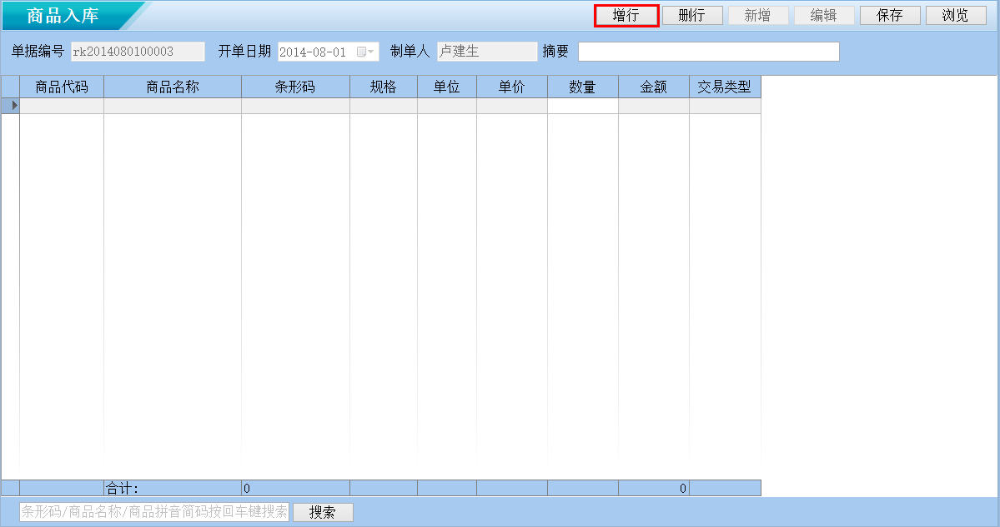 商品入库 增行 删行 新增 编辑 保存 浏览
单据编号 rk2014080100003 开单日期 2014-08-01 制单人 卢建生 摘要
商品代码 商品名称 条形码 规格 单位 单价 数量 金额 交易类型
合计: 0 0
条形码/商品名称/商品拼音简码按回车键搜索 搜索